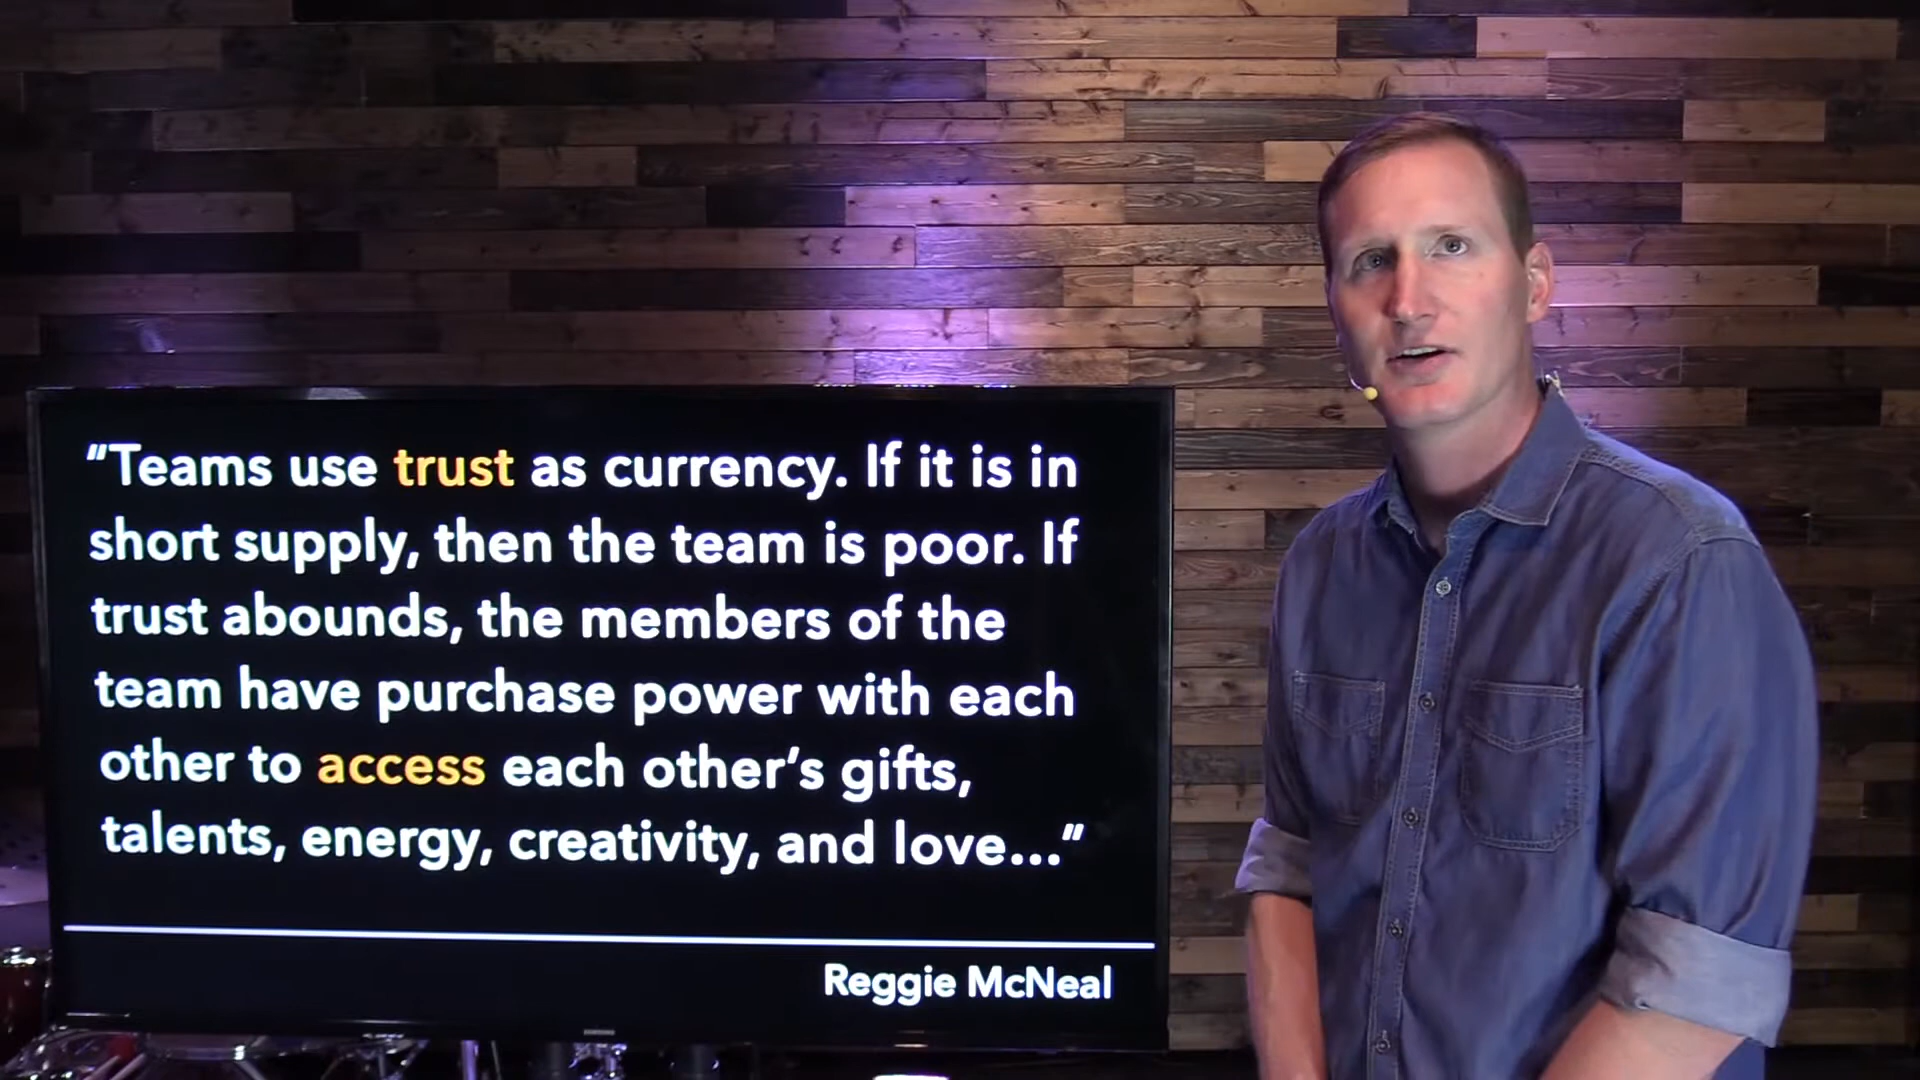 “Teams use trust as currency. If it is in
short supply, then the team is poor. If
trust abounds, the members of the
team have purchase power with each
other to access each other’s gifts,
talents, energy, creativity, and love...”
Reggie McNeal
SAMSUNG